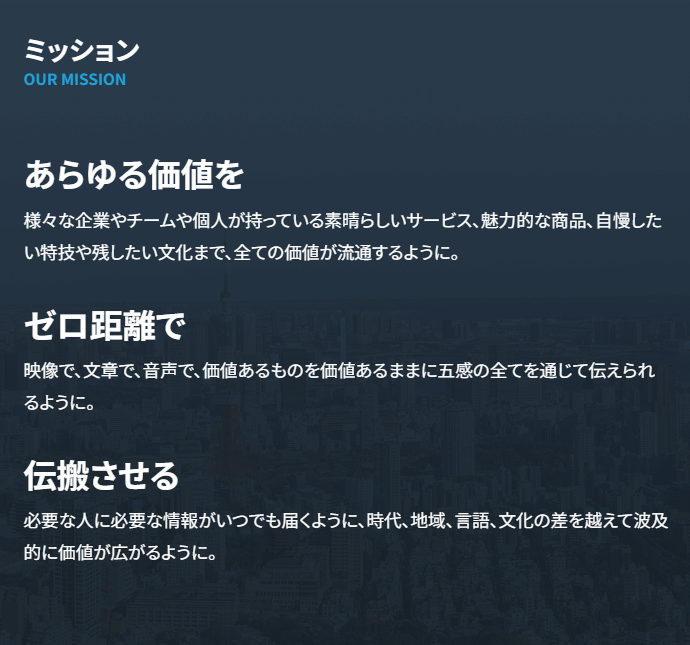 ミッション
OUR MISSION
あらゆる価値を
様々な企業やチームや個人が持っている素晴らしいサービス、魅力的な商品、自慢した
い特技や残したい文化まで、全ての価値が流通するように。
ゼロ距離で
映像で、文章で、音声で、価値あるものを価値あるままに五感の全てを通じて伝えられ
るように。
伝搬させる
必要な人に必要な情報がいつでも届くように、時代、地域、言語、文化の差を越えて波及
的に価値が広がるように。